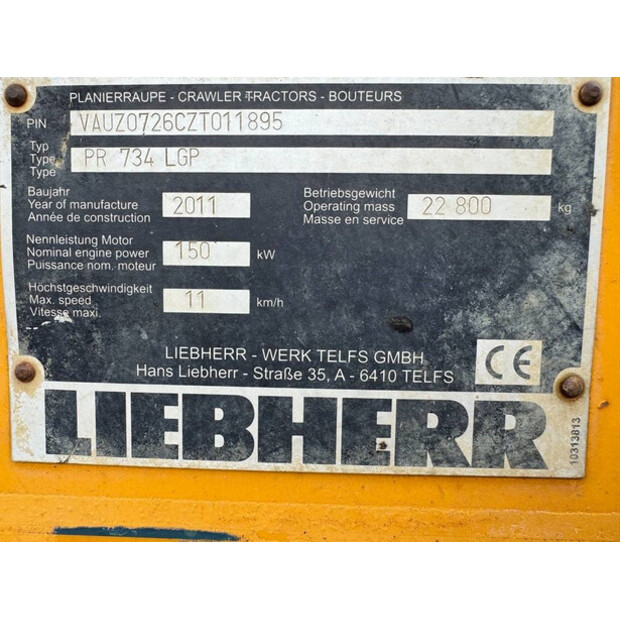 PLANIERRAUPE - CRAWLER TRACTORS - BOUTEURS
PIN VAUZ0726CZT011895
Typ
Type PR 734 LGP
Type
Baujahr
Year of manufacture 2011
Année de construction
Betriebsgewicht
Operating mass 22 800 kg
Masse en service
Nennleistung Motor
Nominal engine power 150 kW
Puissance nom. moteur
Höchstgeschwindigkeit
Max. speed 11 km/h
Vitesse maxi.
LIEBHERR - WERK TELFS GMBH
Hans Liebherr - Straße 35, A - 6410 TELFS
CE
LIEBHERR
10313813